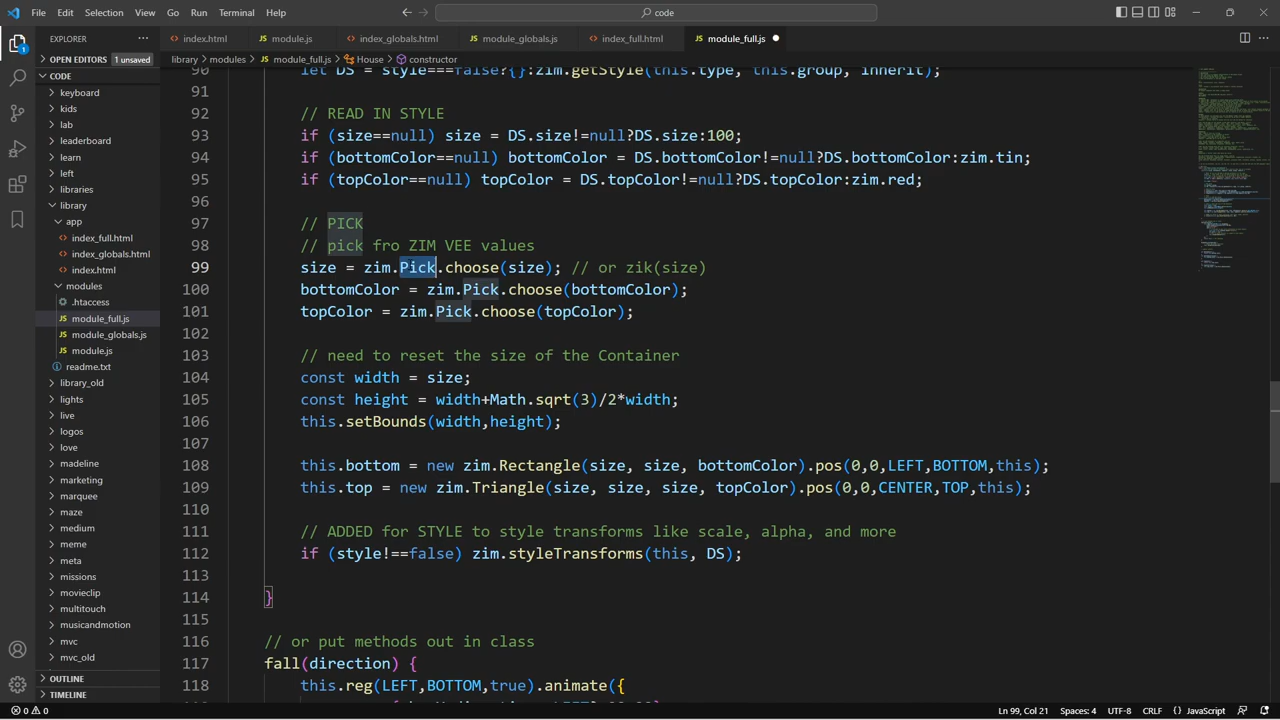 File Edit Selection View Go Run Terminal Help
code
EXPLORER
index.html
module.js
index_globals.html
module_globals.js
index_full.html
module_full.js
OPEN EDITORS 1 unsaved
library > modules > module_full.js > House > constructor
CODE
keyboard
kids
lab
leaderboard
learn
left
libraries
library
app
index_full.html
index_globals.html
index.html
modules
.htaccess
module_full.js
module_globals.js
module.js
readme.txt
library_old
lights
live
logos
love
madeline
marketing
marquee
maze
medium
meme
meta
missions
movieclip
multitouch
musicandmotion
mvc
mvc_old
OUTLINE
TIMELINE
90 let DS = style===false?{}:zim.getStyle(this.type, this.group, inherit);
91
92 // READ IN STYLE
93 if (size==null) size = DS.size!=null?DS.size:100;
94 if (bottomColor==null) bottomColor = DS.bottomColor!=null?DS.bottomColor:zim.tin;
95 if (topColor==null) topColor = DS.topColor!=null?DS.topColor:zim.red;
96
97 // PICK
98 // pick fro ZIM VEE values
99 size = zim.Pick.choose(size); // or zik(size)
100 bottomColor = zim.Pick.choose(bottomColor);
101 topColor = zim.Pick.choose(topColor);
102
103 // need to reset the size of the Container
104 const width = size;
105 const height = width+Math.sqrt(3)/2*width;
106 this.setBounds(width,height);
107
108 this.bottom = new zim.Rectangle(size, size, bottomColor).pos(0,0,LEFT,BOTTOM,this);
109 this.top = new zim.Triangle(size, size, size, topColor).pos(0,0,CENTER,TOP,this);
110
111 // ADDED for STYLE to style transforms like scale, alpha, and more
112 if (style!==false) zim.styleTransforms(this, DS);
113
114 }
115
116 // or put methods out in class
117 fall(direction) {
118 this.reg(LEFT,BOTTOM,true).animate({
0 0
Ln 99, Col 21 Spaces: 4 UTF-8 CRLF {} JavaScript